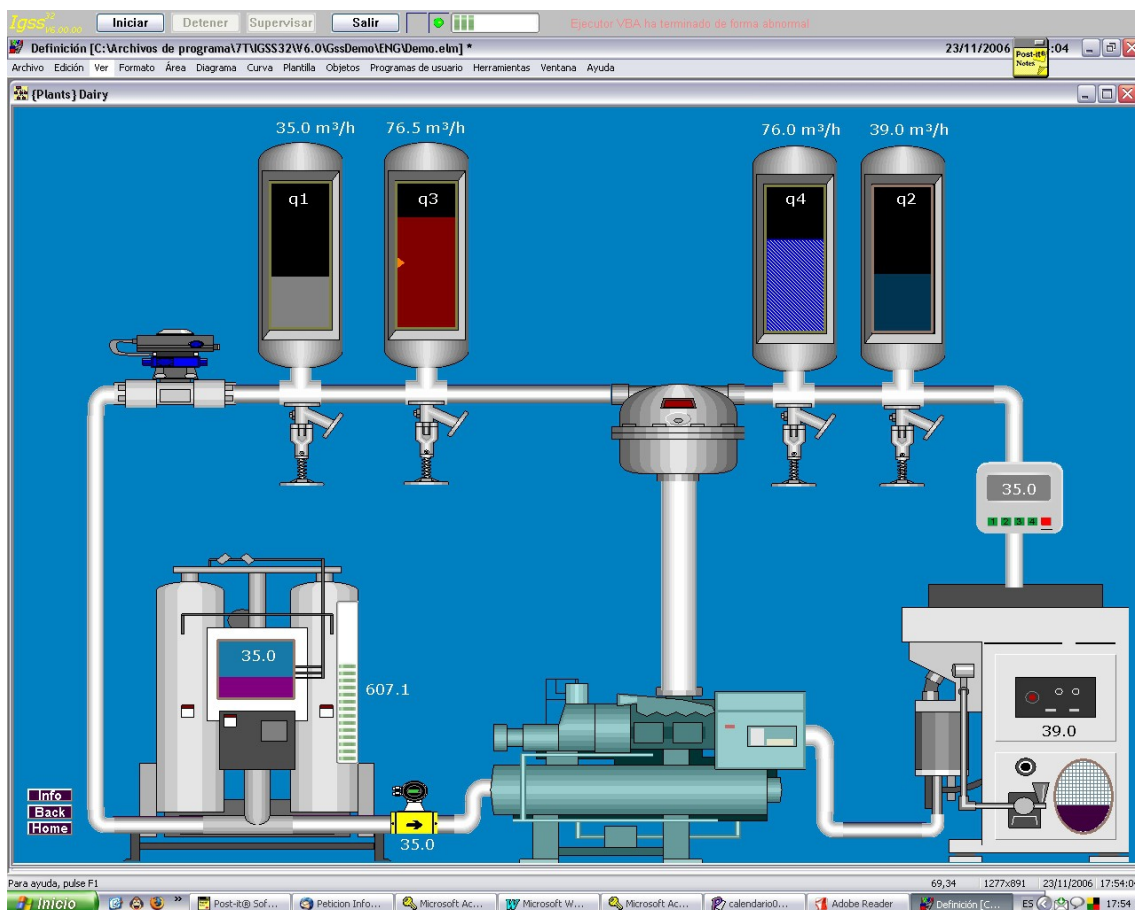 Igss32
V6.00.00
Iniciar
Detener
Supervisar
Salir
Ejecutor VBA ha terminado de forma abnormal
Definición [C:\Archivos de programa\7T\IGSS32\V6.0\GssDemo\ENG\Demo.elm] *
23/11/2006
:04
Post-it®
Notes
Archivo Edición Ver Formato Área Diagrama Curva Plantilla Objetos Programas de usuario Herramientas Ventana Ayuda
{Plants} Dairy
35.0 m³/h 76.5 m³/h 76.0 m³/h 39.0 m³/h
q1 q3 q4 q2
35.0
1 2 3 4
35.0
607.1
39.0
Info
Back
Home
35.0
Para ayuda, pulse F1
69,34 1277x891 23/11/2006 17:54:0
Inicio » Post-it® Sof... Peticion Info... Microsoft Ac... Microsoft W... Microsoft Ac... calendario0... Adobe Reader Definición [C... ES 17:54